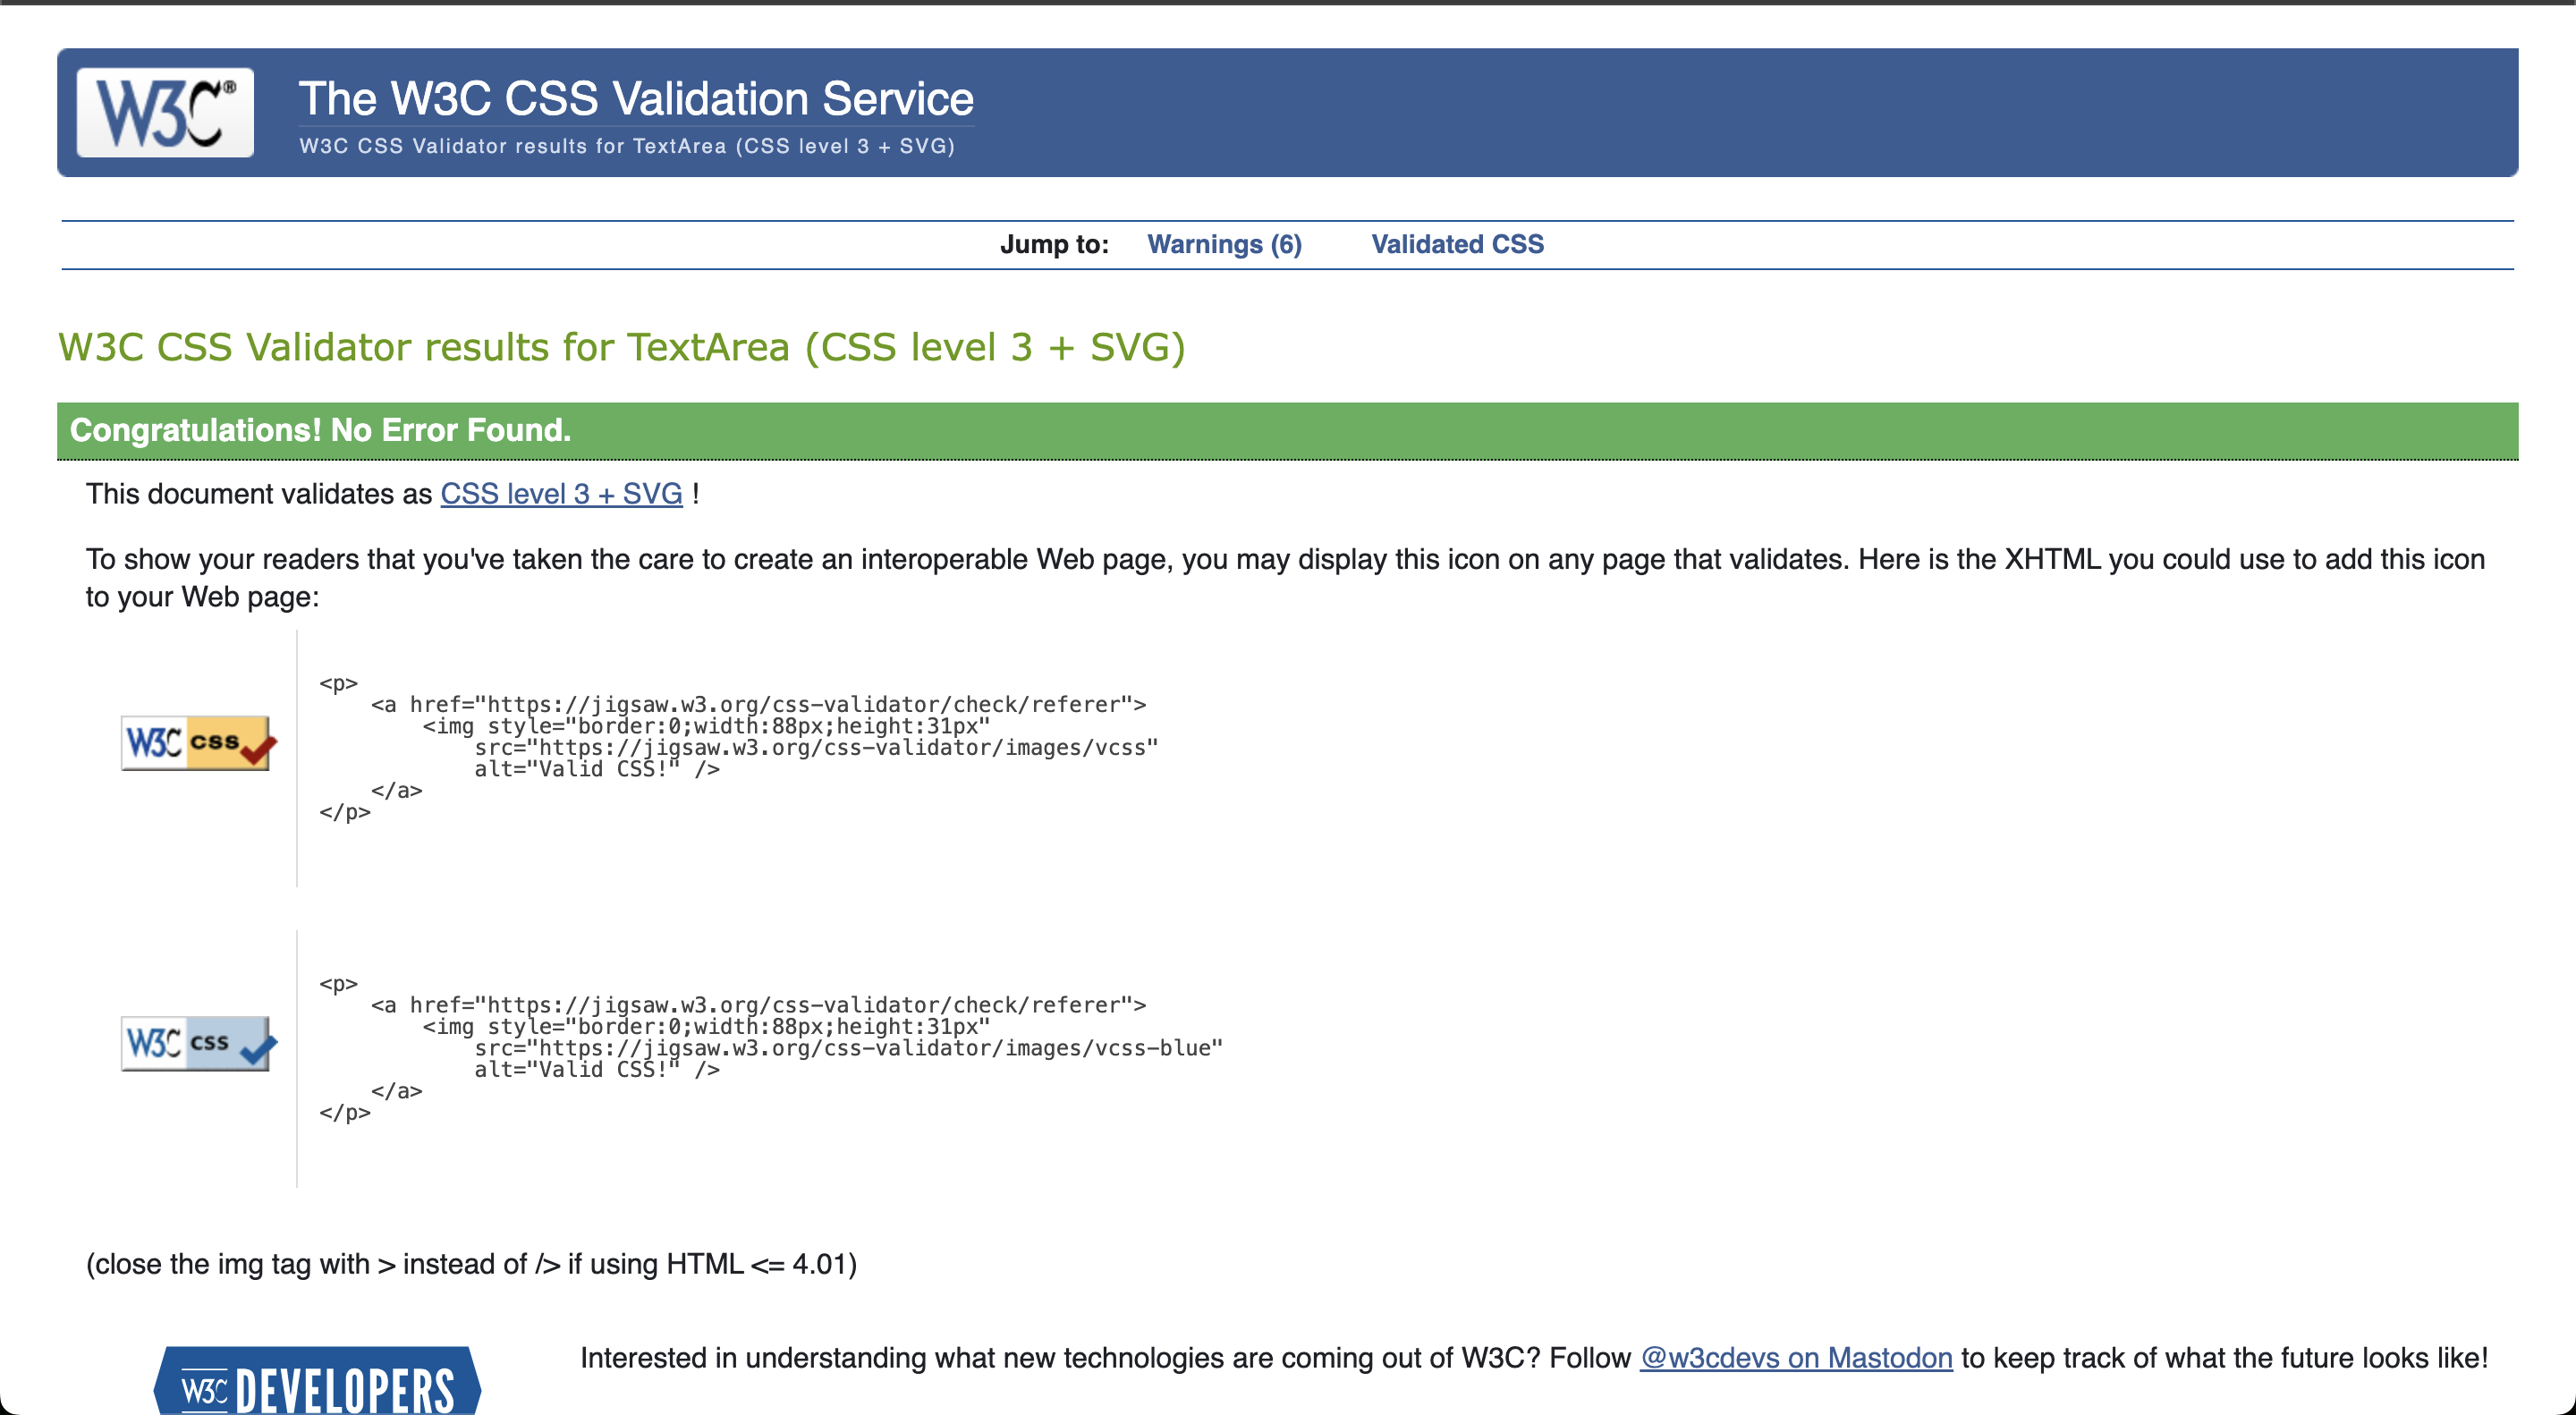 W3C®
The W3C CSS Validation Service
W3C CSS Validator results for TextArea (CSS level 3 + SVG)
Jump to: Warnings (6) Validated CSS
W3C CSS Validator results for TextArea (CSS level 3 + SVG)
Congratulations! No Error Found.
This document validates as CSS level 3 + SVG !
To show your readers that you've taken the care to create an interoperable Web page, you may display this icon on any page that validates. Here is the XHTML you could use to add this icon
to your Web page:
W3C css
<p>
    <a href="https://jigsaw.w3.org/css-validator/check/referer">
        <img style="border:0;width:88px;height:31px"
            src="https://jigsaw.w3.org/css-validator/images/vcss"
            alt="Valid CSS!" />
    </a>
</p>
W3C css
<p>
    <a href="https://jigsaw.w3.org/css-validator/check/referer">
        <img style="border:0;width:88px;height:31px"
            src="https://jigsaw.w3.org/css-validator/images/vcss-blue"
            alt="Valid CSS!" />
    </a>
</p>
(close the img tag with > instead of /> if using HTML <= 4.01)
W3C DEVELOPERS
Interested in understanding what new technologies are coming out of W3C? Follow @w3cdevs on Mastodon to keep track of what the future looks like!